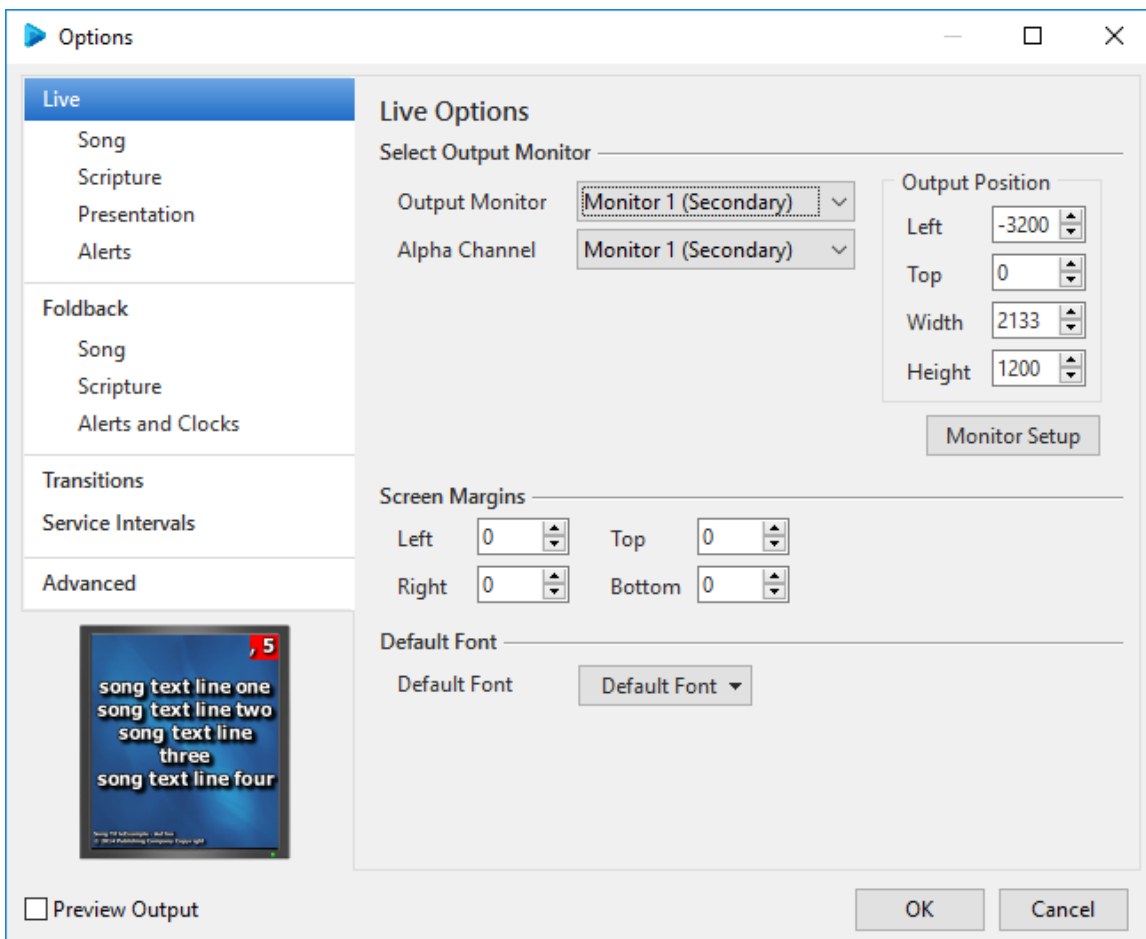 Options
Live
Song
Scripture
Presentation
Alerts
Foldback
Song
Scripture
Alerts and Clocks
Transitions
Service Intervals
Advanced
, 5
song text line one
song text line two
song text line
three
song text line four
© 2014 Publishing Company Copyright
Preview Output
Live Options
Select Output Monitor
Output Monitor Monitor 1 (Secondary)
Alpha Channel Monitor 1 (Secondary)
Output Position
Left -3200
Top 0
Width 2133
Height 1200
Monitor Setup
Screen Margins
Left 0 Top 0
Right 0 Bottom 0
Default Font
Default Font Default Font
OK Cancel